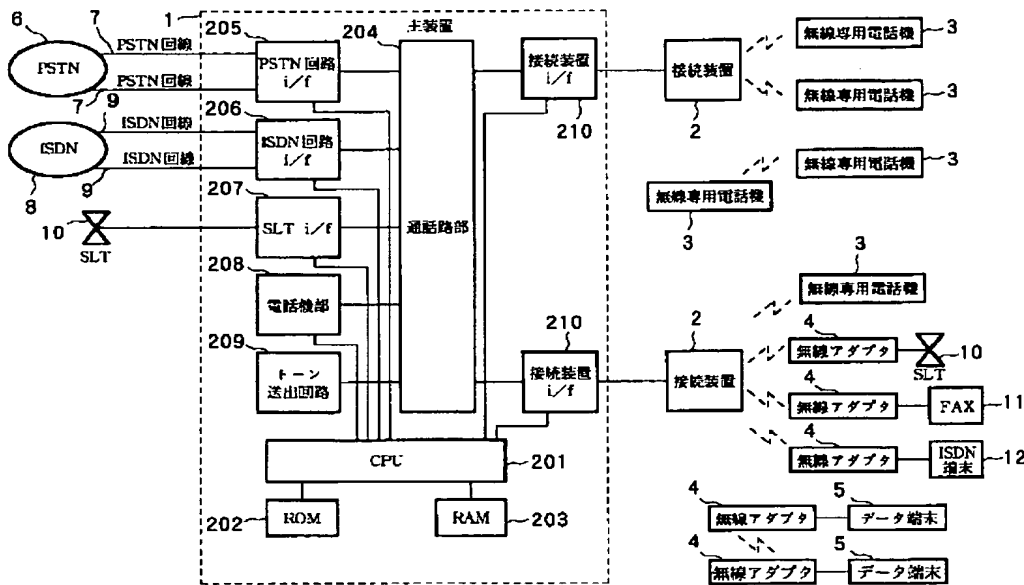 1
主装置
6
7
PSTN回線
PSTN
PSTN回線
7
9
205
PSTN回路
i/f
204
通話路部
接続装置
i/f
210
接続装置
2
無線専用電話機
3
無線専用電話機
3
ISDN回線
ISDN
ISDN回線
8
9
206
ISDN回路
i/f
無線専用電話機
3
無線専用電話機
3
10
SLT
207
SLT i/f
208
電話機部
209
トーン
送出回路
210
接続装置
i/f
2
接続装置
3
無線専用電話機
4
無線アダプタ
10
SLT
4
無線アダプタ
FAX
11
4
無線アダプタ
ISDN
端末
12
CPU
201
202
ROM
RAM
203
4
無線アダプタ
5
データ端末
4
無線アダプタ
5
データ端末